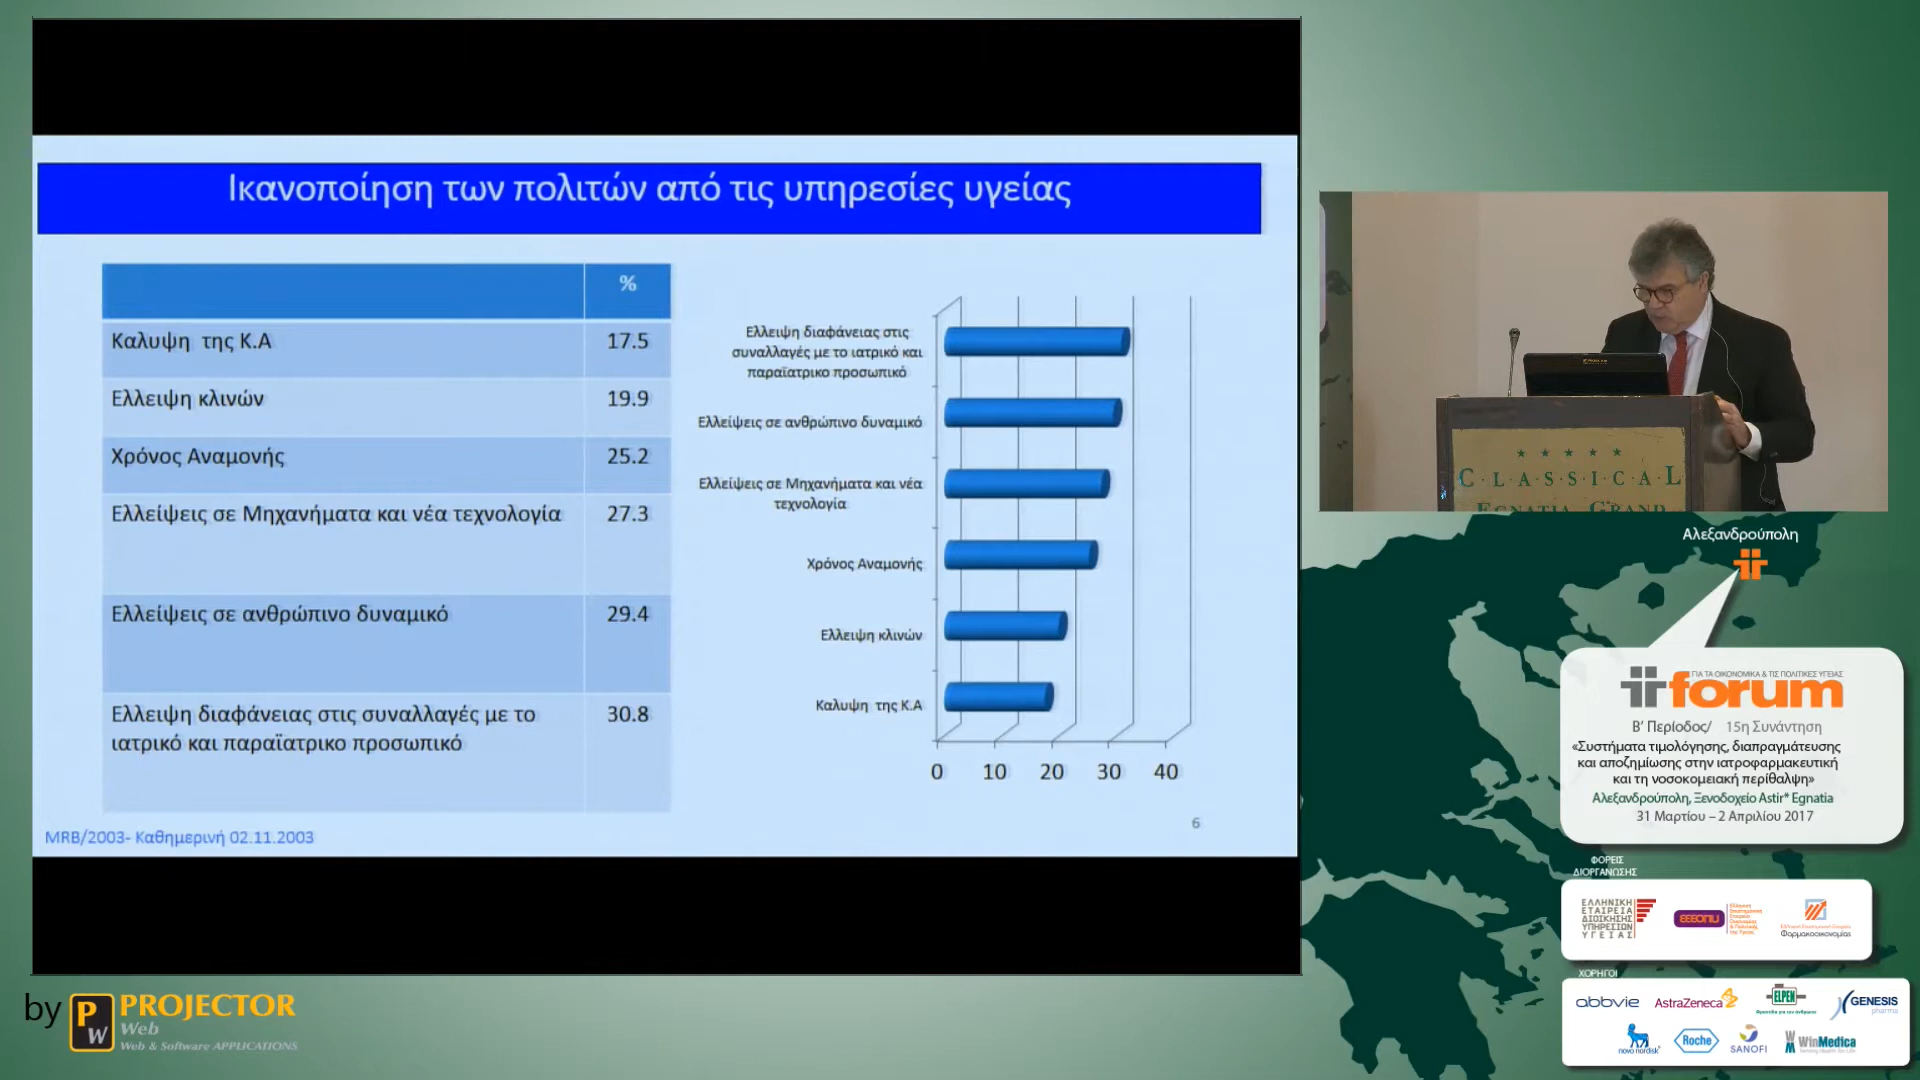 Ικανοποίηση των πολιτών από τις υπηρεσίες υγείας
%
Καλυψη της Κ.Α 17.5
Ελλειψη κλινών 19.9
Χρόνος Αναμονής 25.2
Ελλείψεις σε Μηχανήματα και νέα τεχνολογία 27.3
Ελλείψεις σε ανθρώπινο δυναμικό 29.4
Ελλειψη διαφάνειας στις συναλλαγές με το 30.8
ιατρικό και παραϊατρικο προσωπικό
Ελλειψη διαφάνειας στις
συναλλαγές με το ιατρικό και
παραϊατρικο προσωπικό
Ελλείψεις σε ανθρώπινο δυναμικό
Ελλείψεις σε Μηχανήματα και νέα
τεχνολογία
Χρόνος Αναμονής
Ελλειψη κλινών
Καλυψη της Κ.Α
0 10 20 30 40
MRB/2003- Καθημερινή 02.11.2003
6
C·L·A·S·S·I·C·A·L
EGNATIA GRAND
Αλεξανδρούπολη
ΓΙΑ ΤΑ ΟΙΚΟΝΟΜΙΚΑ & ΤΙΣ ΠΟΛΙΤΙΚΕΣ ΥΓΕΙΑΣ
forum
Β' Περίοδος/ 15η Συνάντηση
«Συστήματα τιμολόγησης, διαπραγμάτευσης
και αποζημίωσης στην ιατροφαρμακευτική
και τη νοσοκομειακή περίθαλψη»
Αλεξανδρούπολη, Ξενοδοχείο Astir* Egnatia
31 Μαρτίου – 2 Απριλίου 2017
ΦΟΡΕΙΣ
ΔΙΟΡΓΑΝΩΣΗΣ
ΕΛΛΗΝΙΚΗ
ΕΤΑΙΡΕΙΑ
ΔΙΟΙΚΗΣΗΣ
ΥΠΗΡΕΣΙΩΝ
ΥΓΕΙΑΣ
Φαρμακοοικονομίας
ΧΟΡΗΓΟΙ
abbvie AstraZeneca ELPEN GENESIS
pharma
novo nordisk Roche SANOFI WinMedica
by PW PROJECTOR
Web
Web & Software APPLICATIONS